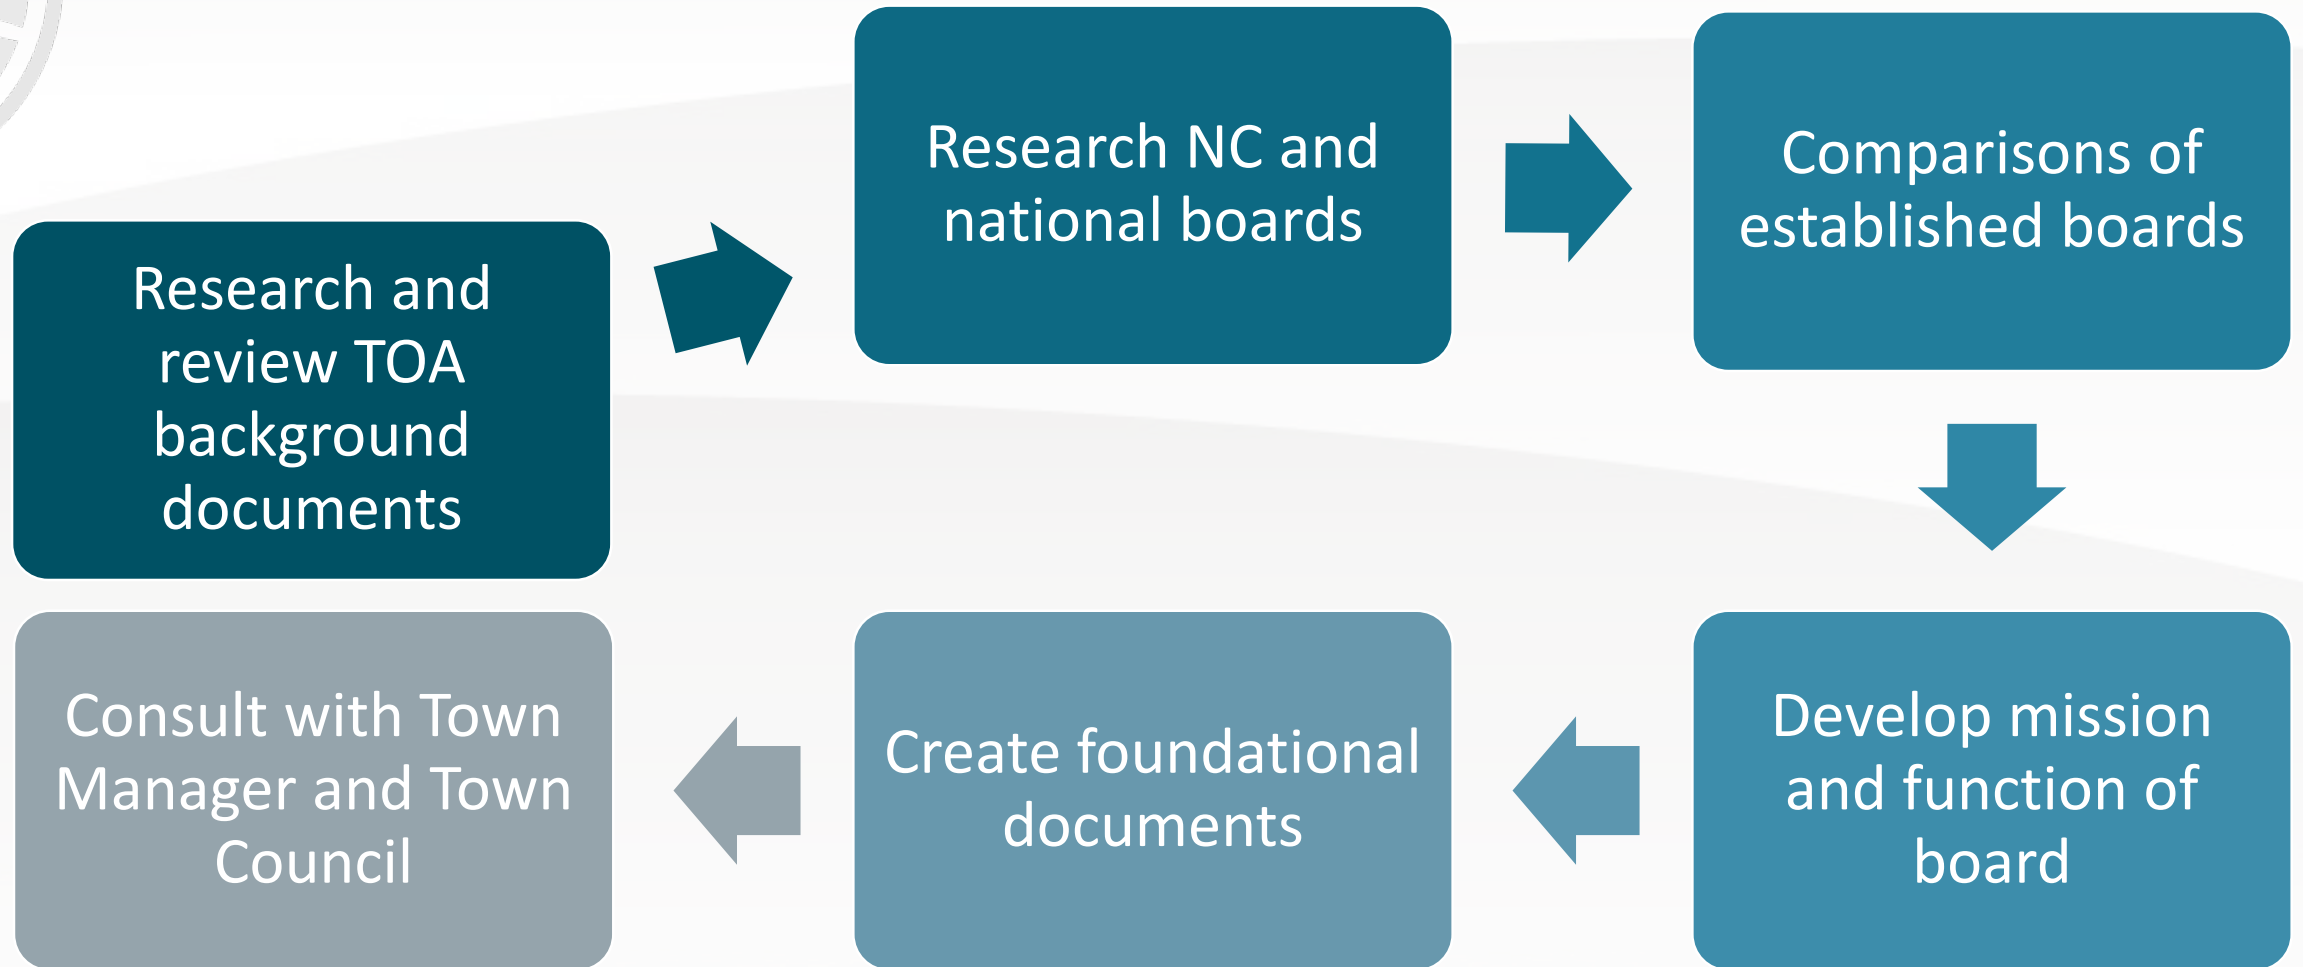 Research and
review TOA
background
documents
Research NC and
national boards
Comparisons of
established boards
Develop mission
and function of
board
Create foundational
documents
Consult with Town
Manager and Town
Council